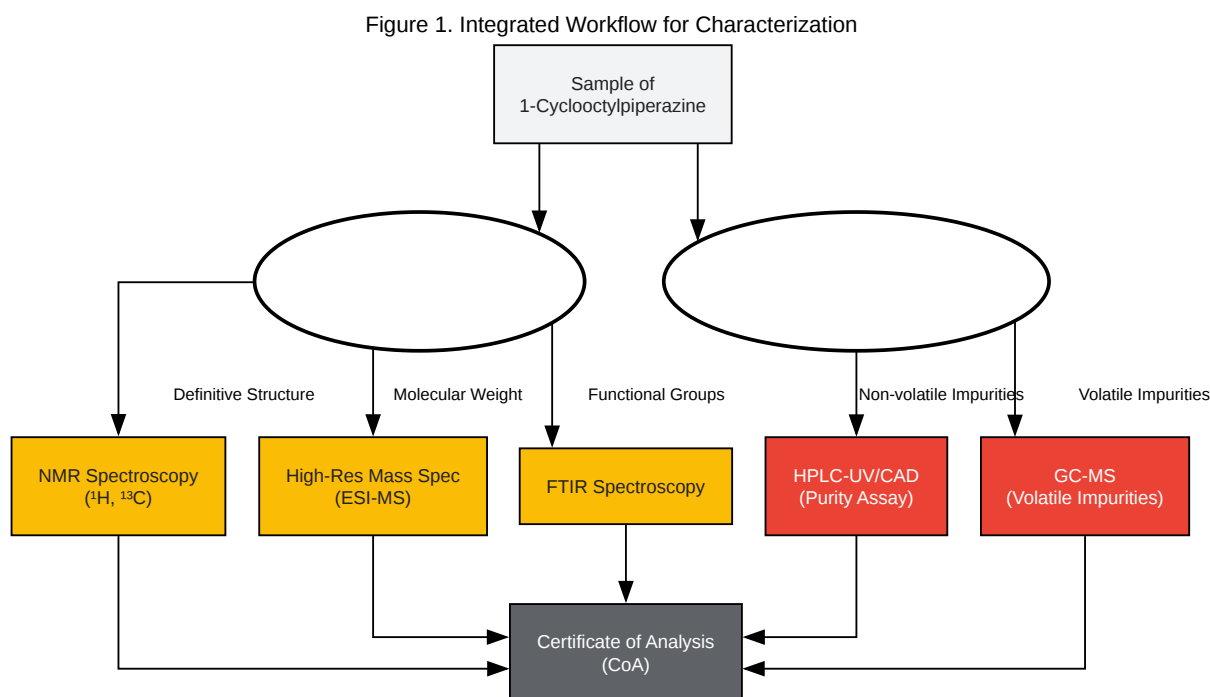 Figure 1. Integrated Workflow for Characterization
Sample of
1-Cyclooctylpiperazine
Definitive Structure
Molecular Weight
Functional Groups
Non-volatile Impurities
Volatile Impurities
NMR Spectroscopy
(¹H, ¹³C)
High-Res Mass Spec
(ESI-MS)
FTIR Spectroscopy
HPLC-UV/CAD
(Purity Assay)
GC-MS
(Volatile Impurities)
Certificate of Analysis
(CoA)